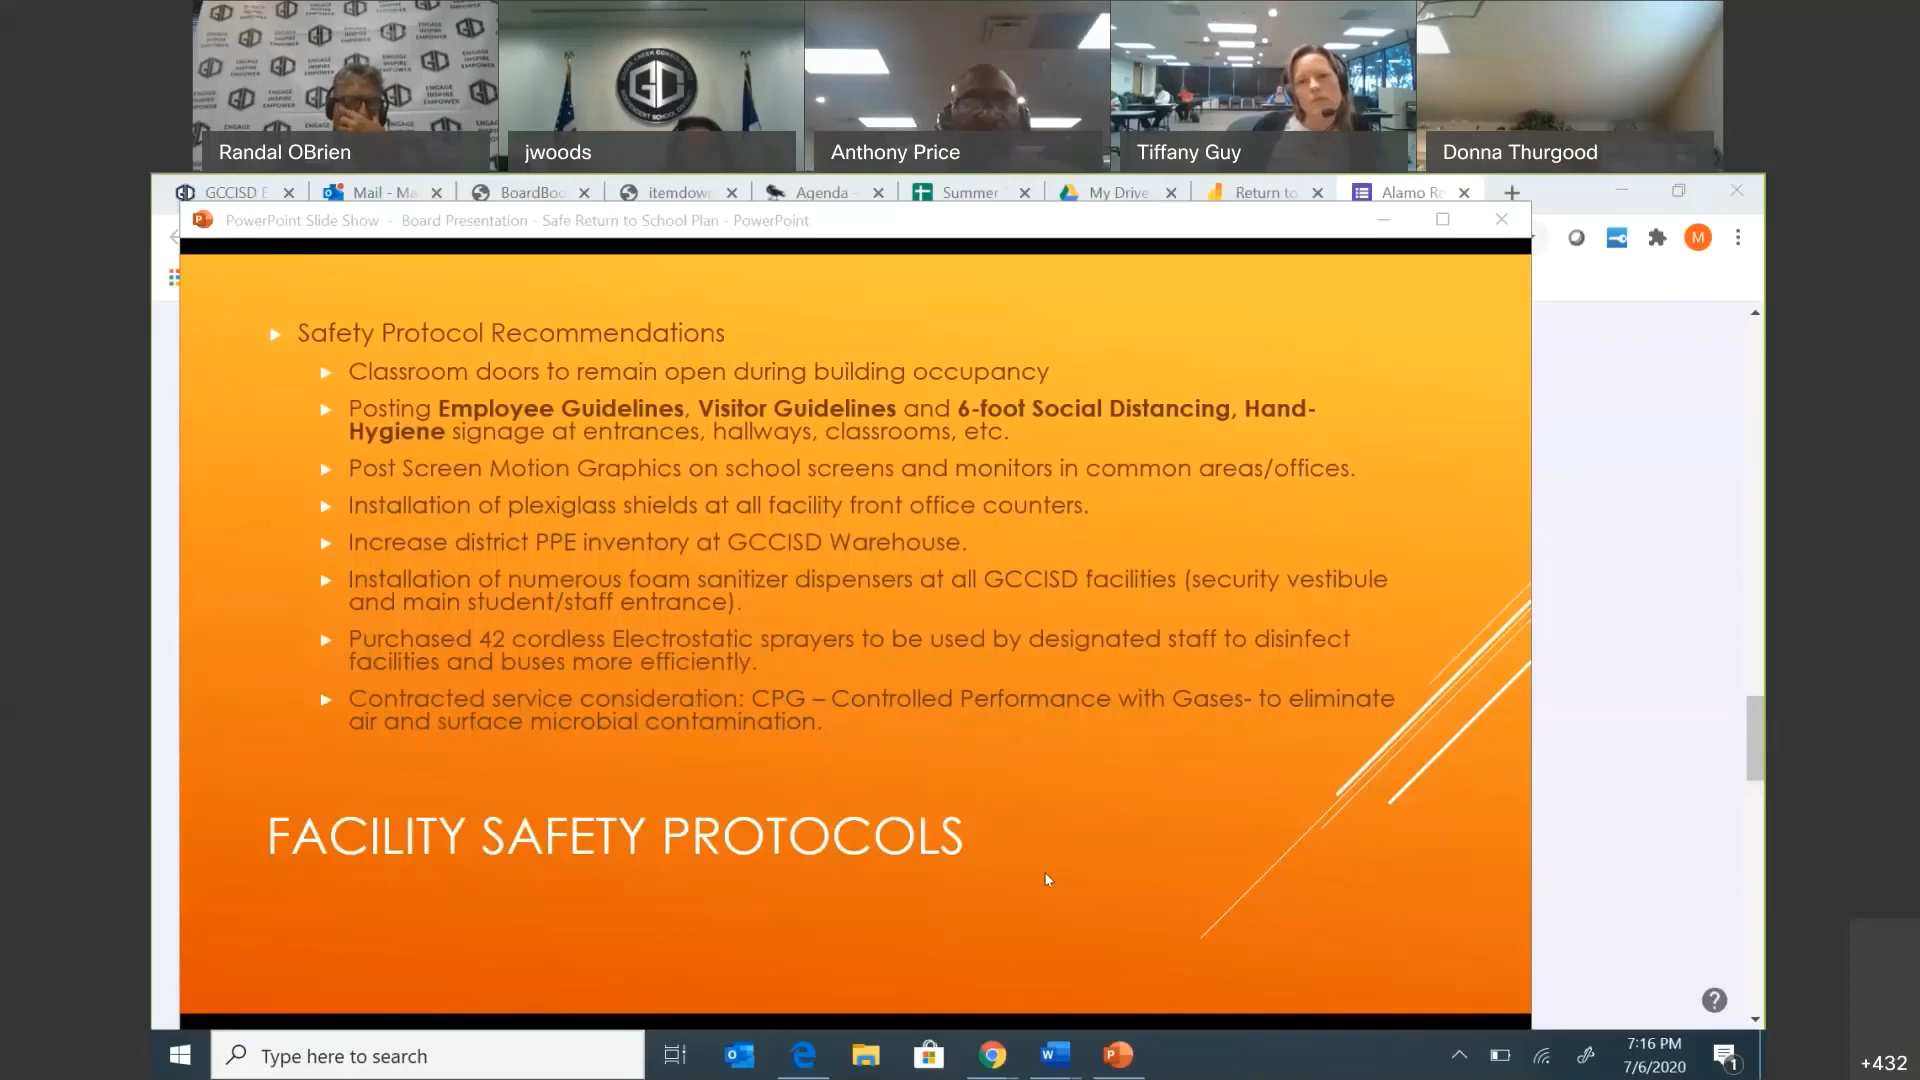 ENGAGE
INSPIRE
EMPOWER
GC
Randal OBrien
jwoods
Anthony Price
Tiffany Guy
Donna Thurgood
GCCISD E
Mail - Ma
BoardBoo
itemdow
Agenda -
Summer
My Drive
Return to
Alamo Re
PowerPoint Slide Show - Board Presentation - Safe Return to School Plan - PowerPoint
M
Safety Protocol Recommendations
Classroom doors to remain open during building occupancy
Posting Employee Guidelines, Visitor Guidelines and 6-foot Social Distancing, Hand-
Hygiene signage at entrances, hallways, classrooms, etc.
Post Screen Motion Graphics on school screens and monitors in common areas/offices.
Installation of plexiglass shields at all facility front office counters.
Increase district PPE inventory at GCCISD Warehouse.
Installation of numerous foam sanitizer dispensers at all GCCISD facilities (security vestibule
and main student/staff entrance).
Purchased 42 cordless Electrostatic sprayers to be used by designated staff to disinfect
facilities and buses more efficiently.
Contracted service consideration: CPG – Controlled Performance with Gases- to eliminate
air and surface microbial contamination.
FACILITY SAFETY PROTOCOLS
Type here to search
7:16 PM
7/6/2020
1
+432